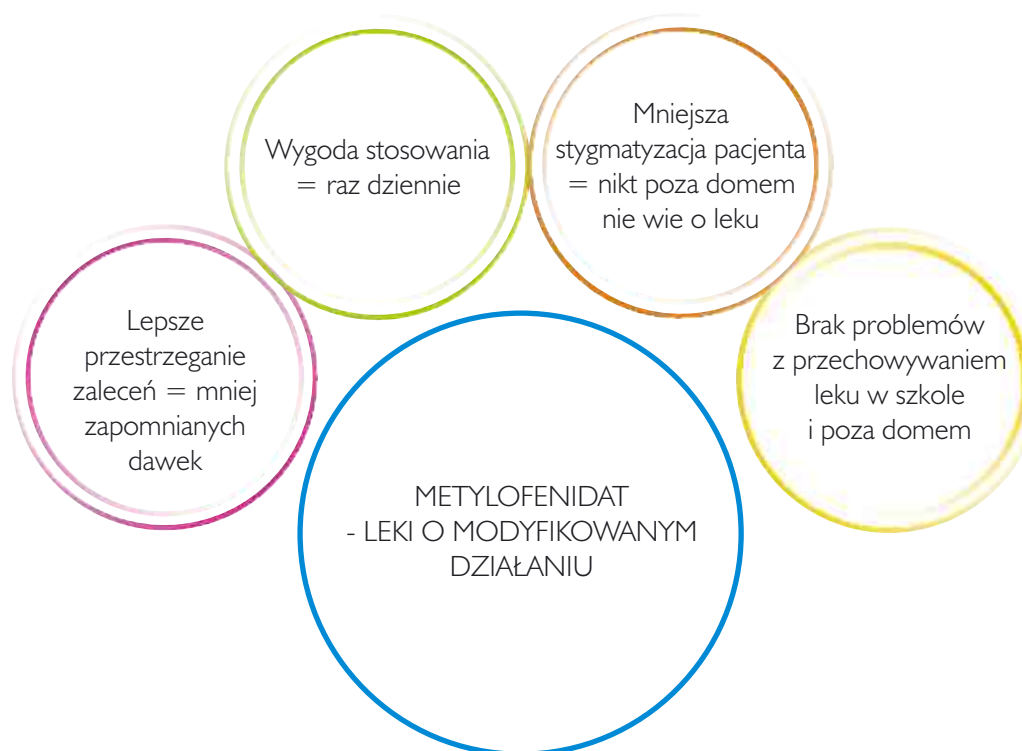 Lepsze
przestrzeganie
zaleceń = mniej
zapomnianych
dawek
Wygoda stosowania
= raz dziennie
Mniejsza
stygmatyzacja pacjenta
= nikt poza domem
nie wie o leku
Brak problemów
z przechowywaniem
leku w szkole
i poza domem
METYLOFENIDAT
- LEKI O MODYFIKOWANYM
DZIAŁANIU